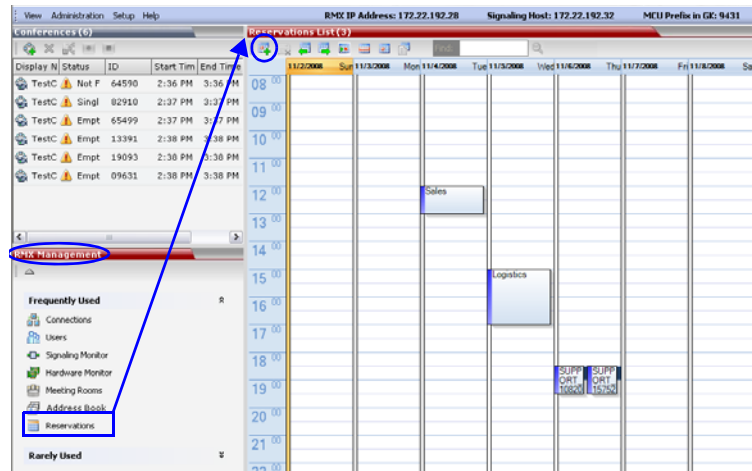 View Administration Setup Help RMX IP Address: 172.22.192.28 Signaling Host: 172.22.192.32 MCU Prefix in GK: 9431
Conferences (6)
Reservations List (3)
Find:
Display N Status ID Start Tim End Time
TestC Not F 64590 2:36 PM 3:36 PM
TestC Singl 82910 2:37 PM 3:37 PM
TestC Empt 65499 2:37 PM 3:37 PM
TestC Empt 13391 2:38 PM 3:38 PM
TestC Empt 19093 2:38 PM 3:38 PM
TestC Empt 09631 2:38 PM 3:38 PM
RMX Management
Frequently Used
Connections
Users
Signaling Monitor
Hardware Monitor
Meeting Rooms
Address Book
Reservations
Rarely Used
11/2/2008 Sun 11/3/2008 Mon 11/4/2008 Tue 11/5/2008 Wed 11/6/2008 Thu 11/7/2008 Fri 11/8/2008 Sa
08 00
09 00
10 00
11 00
12 00
Sales
13 00
14 00
15 00
Logistics
16 00
17 00
18 00
SUPP
ORT
10820
SUPP
ORT
15752
19 00
20 00
21 00
22 00